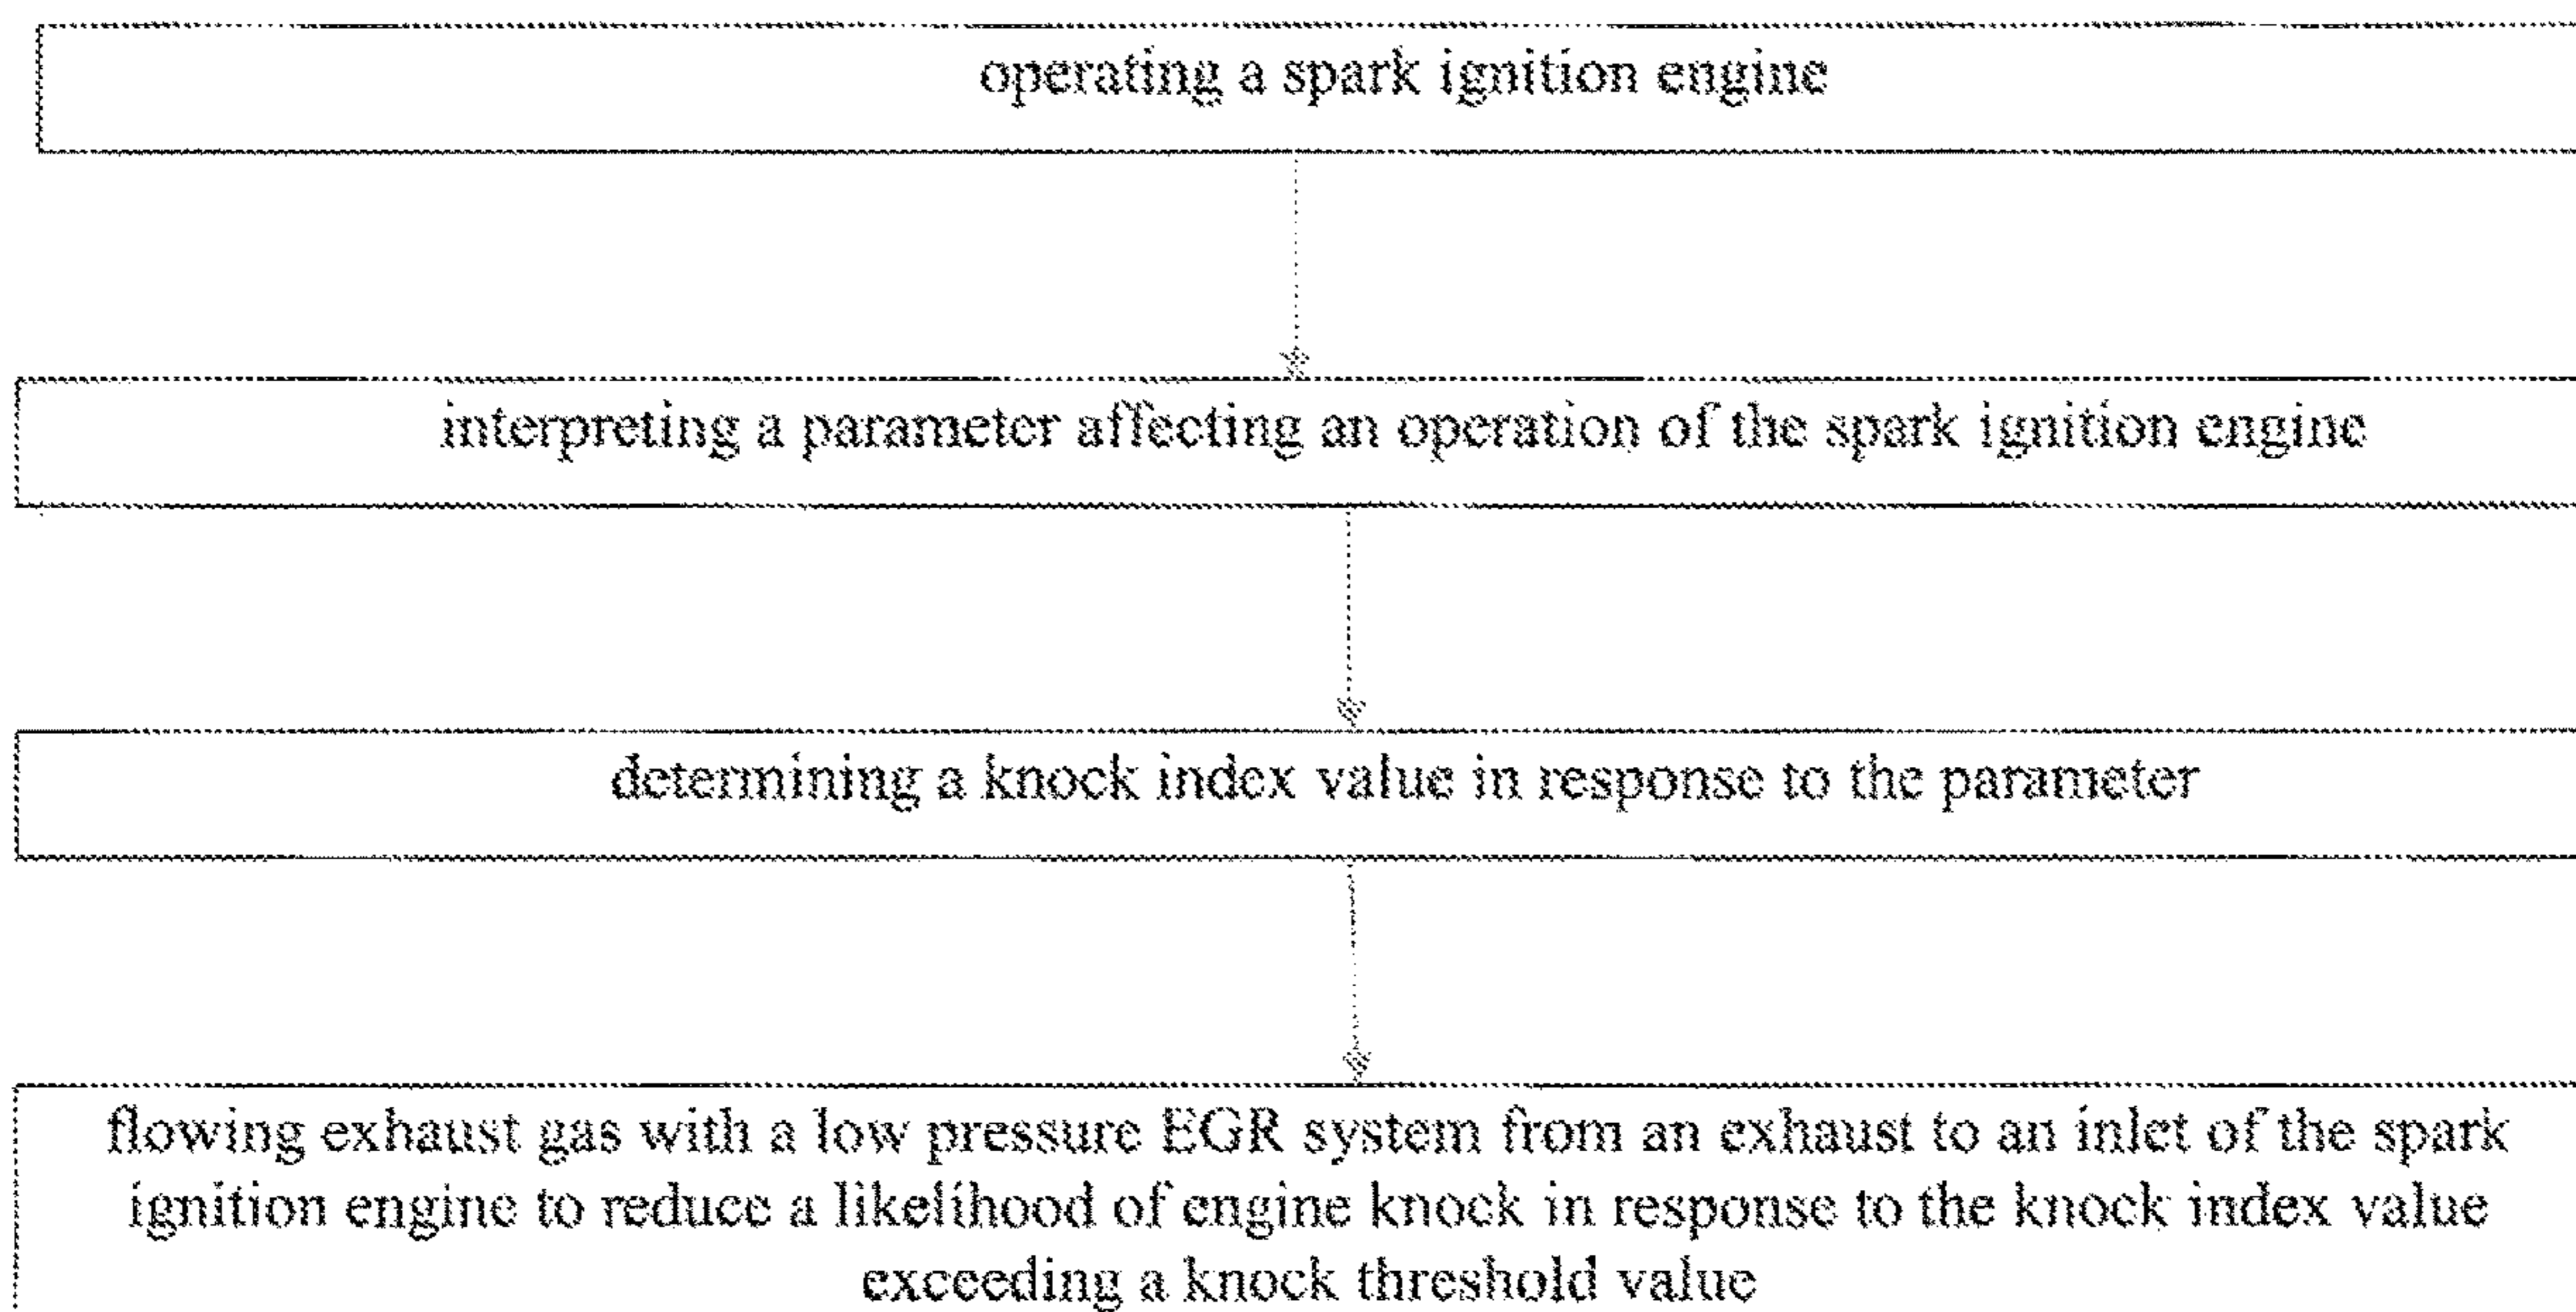 operating a spark ignition engine
interpreting a parameter affecting an operation of the spark ignition engine
determining a knock index value in response to the parameter
flowing exhaust gas with a low pressure EGR system from an exhaust to an inlet of the spark
ignition engine to reduce a likelihood of engine knock in response to the knock index value
exceeding a knock threshold value